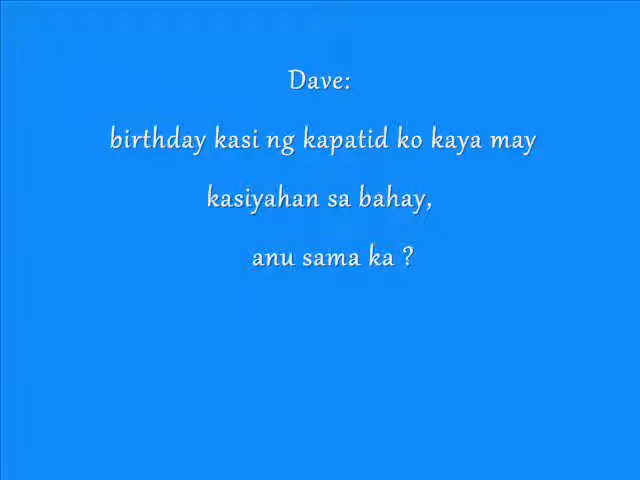 Dave:
birthday kasi ng kapatid ko kaya may
kasiyahan sa bahay,
anu sama ka ?